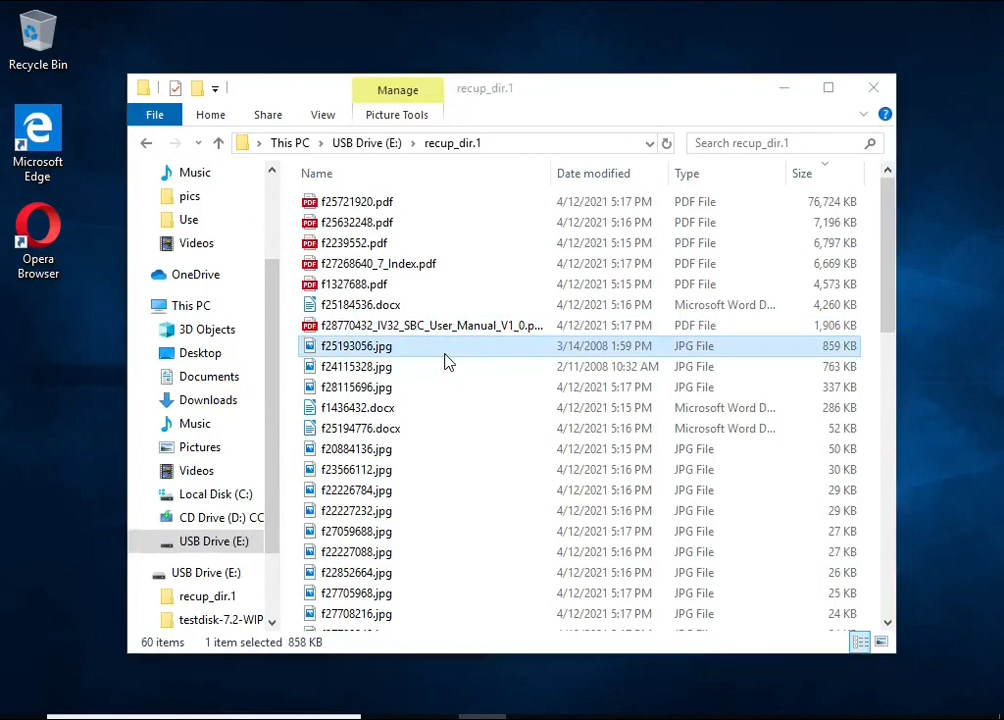 Recycle Bin
Microsoft
Edge
Opera
Browser
Manage recup_dir.1
File Home Share View Picture Tools
This PC > USB Drive (E:) > recup_dir.1 Search recup_dir.1
Music
pics
Use
Videos
OneDrive
This PC
3D Objects
Desktop
Documents
Downloads
Music
Pictures
Videos
Local Disk (C:)
CD Drive (D:) CC
USB Drive (E:)
USB Drive (E:)
recup_dir.1
testdisk-7.2-WIP
Name Date modified Type Size
f25721920.pdf 4/12/2021 5:17 PM PDF File 76,724 KB
f25632248.pdf 4/12/2021 5:17 PM PDF File 7,196 KB
f2239552.pdf 4/12/2021 5:15 PM PDF File 6,797 KB
f27268640_7_Index.pdf 4/12/2021 5:17 PM PDF File 6,669 KB
f1327688.pdf 4/12/2021 5:15 PM PDF File 4,573 KB
f25184536.docx 4/12/2021 5:16 PM Microsoft Word D... 4,260 KB
f28770432_IV32_SBC_User_Manual_V1_0.p... 4/12/2021 5:17 PM PDF File 1,906 KB
f25193056.jpg 3/14/2008 1:59 PM JPG File 859 KB
f24115328.jpg 2/11/2008 10:32 AM JPG File 763 KB
f28115696.jpg 4/12/2021 5:17 PM JPG File 337 KB
f1436432.docx 4/12/2021 5:15 PM Microsoft Word D... 286 KB
f25194776.docx 4/12/2021 5:16 PM Microsoft Word D... 52 KB
f20884136.jpg 4/12/2021 5:15 PM JPG File 50 KB
f23566112.jpg 4/12/2021 5:16 PM JPG File 30 KB
f22226784.jpg 4/12/2021 5:16 PM JPG File 29 KB
f22227232.jpg 4/12/2021 5:16 PM JPG File 29 KB
f27059688.jpg 4/12/2021 5:17 PM JPG File 27 KB
f22227088.jpg 4/12/2021 5:16 PM JPG File 27 KB
f22852664.jpg 4/12/2021 5:16 PM JPG File 26 KB
f27705968.jpg 4/12/2021 5:17 PM JPG File 25 KB
f27708216.jpg 4/12/2021 5:17 PM JPG File 24 KB
60 items 1 item selected 858 KB